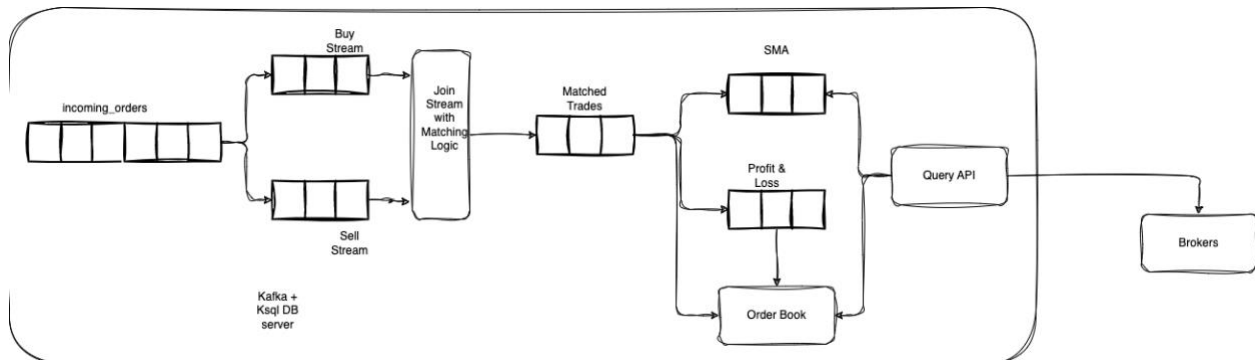 Buy
Stream
SMA
incoming_orders
Join
Stream
with
Matching
Logic
Matched
Trades
Profit &
Loss
Query API
Sell
Stream
Brokers
Kafka +
Ksql DB
server
Order Book